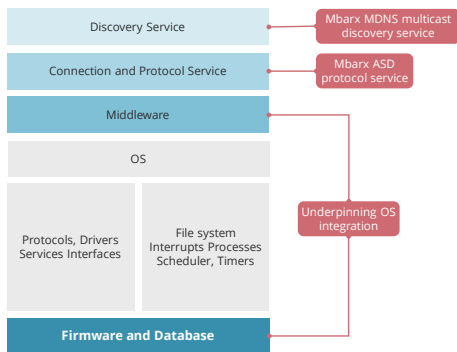 Discovery Service
Mbarx MDNS multicast
discovery service
Connection and Protocol Service
Mbarx ASD
protocol service
Middleware
OS
Protocols, Drivers
Services Interfaces
File system
Interrupts Processes
Scheduler, Timers
Underpinning OS
integration
Firmware and Database